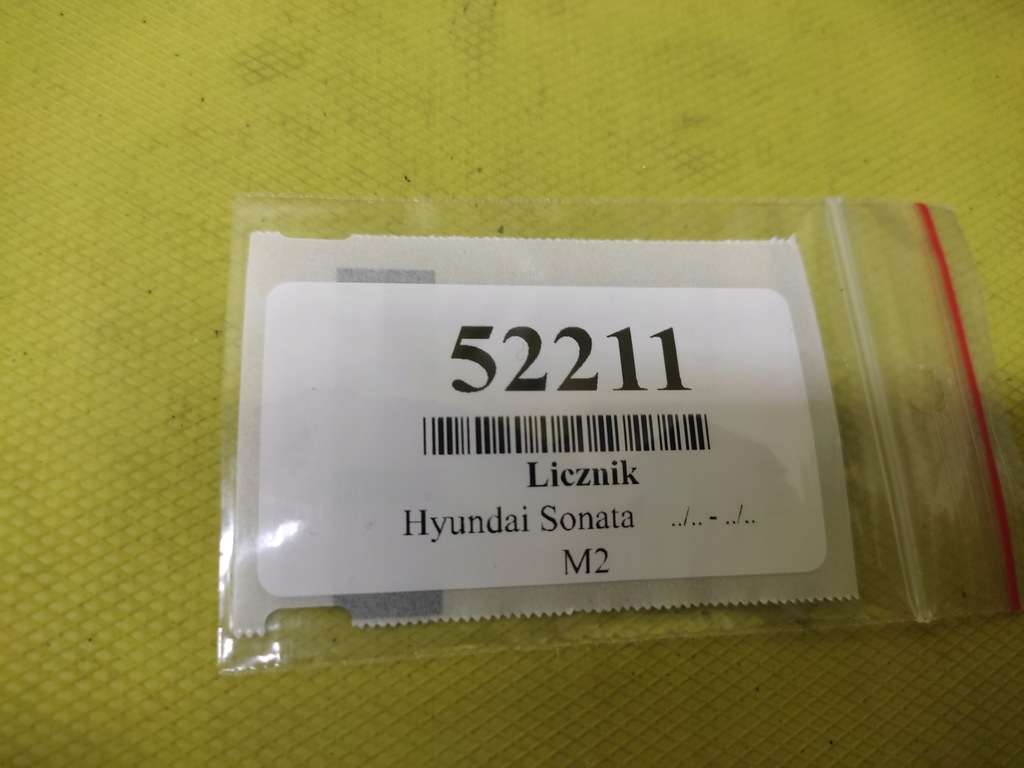 52211
Licznik
Hyundai Sonata ../.. - ../..
M2